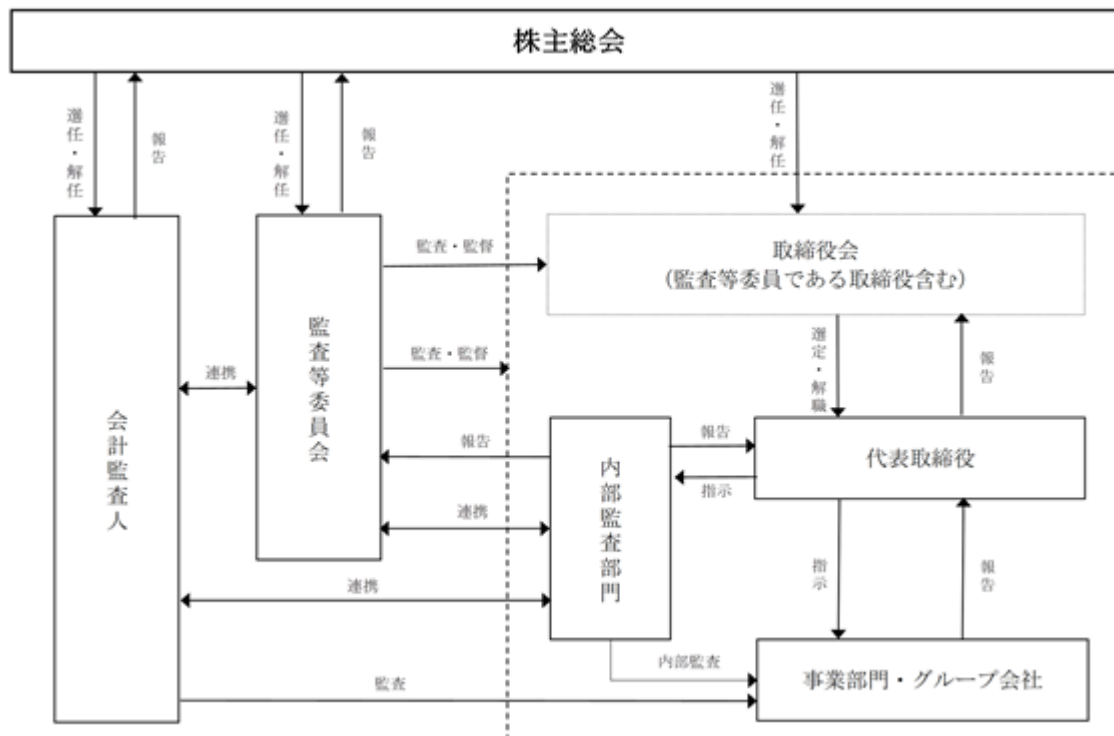 株主総会
選任・解任
報告
選任・解任
報告
選任・解任
取締役会
(監査等委員である取締役含む)
監査・監督
監査・監督
監査等委員会
連携
会計監査人
選定・解職
報告
報告
報告
代表取締役
指示
内部監査部門
連携
連携
指示
報告
内部監査
事業部門・グループ会社
監査